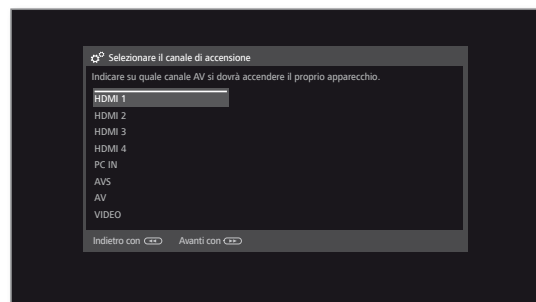 Selezionare il canale di accensione
Indicare su quale canale AV si dovrà accendere il proprio apparecchio.
HDMI 1
HDMI 2
HDMI 3
HDMI 4
PC IN
AVS
AV
VIDEO
Indietro con Avanti con